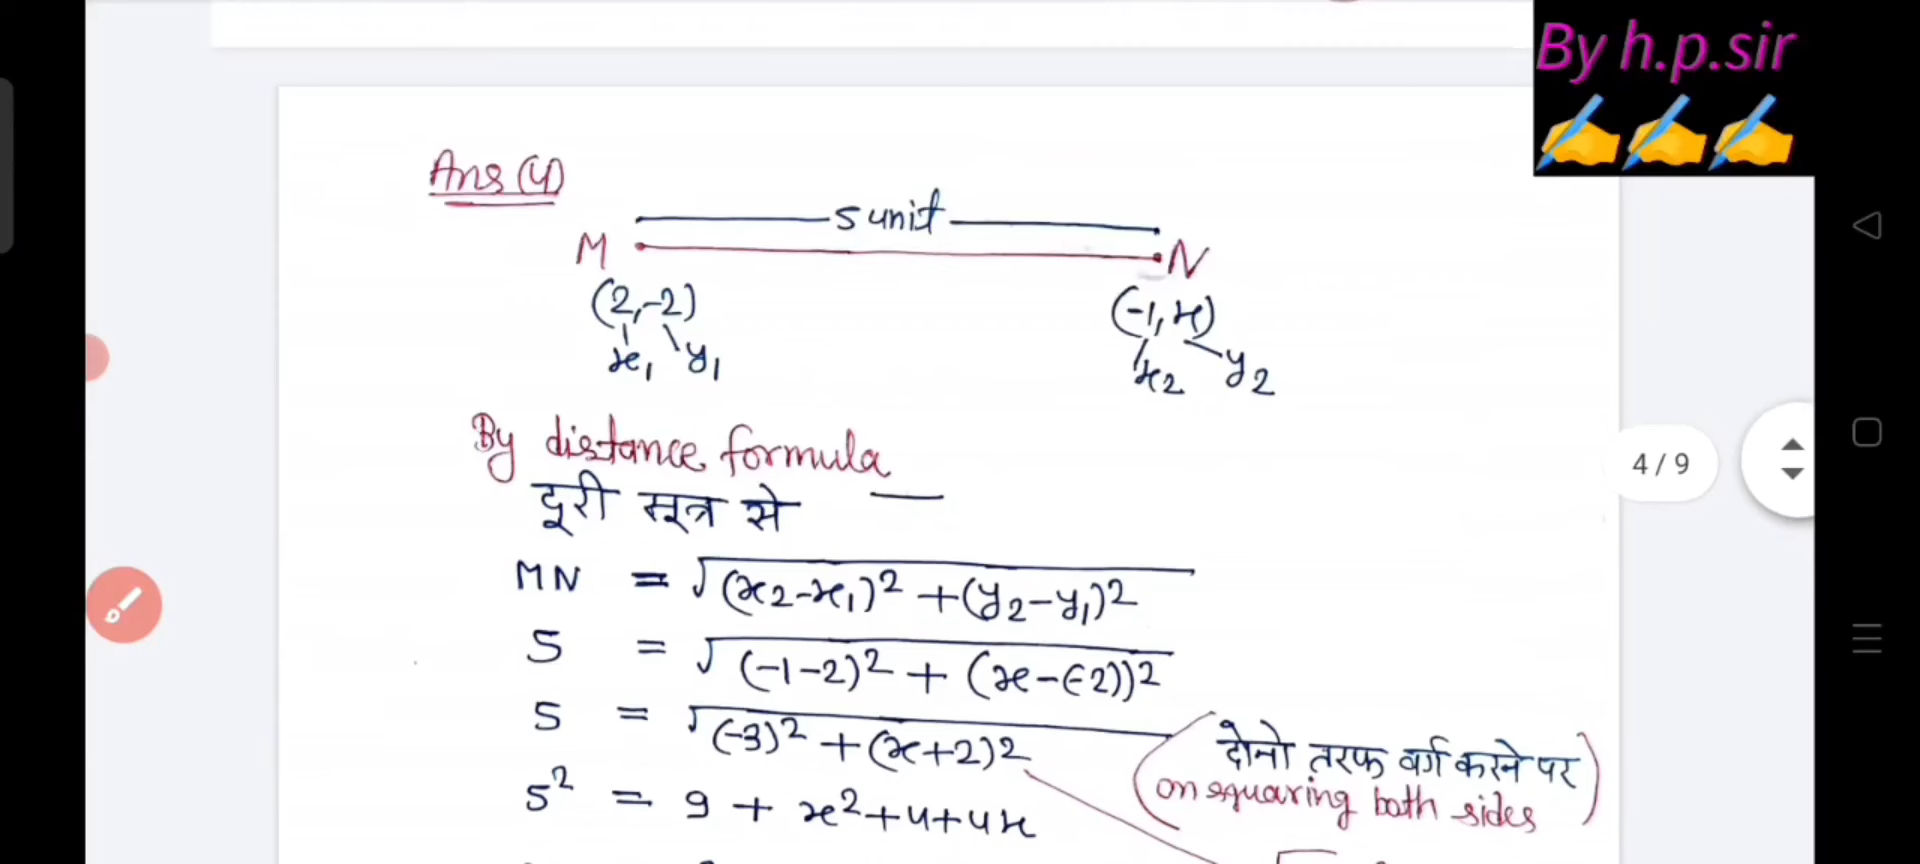 By h.p.sir
Ans (4)
5 unit
M N
(2,-2) (-1, x)
x₁ y₁ x₂ y₂
By distance formula
दूरी सूत्र से —
MN = √(x₂-x₁)² + (y₂-y₁)²
5 = √(-1-2)² + (x-(-2))²
5 = √(-3)² + (x+2)²
(दोनो तरफ वर्ग करने पर
on squaring both sides)
5² = 9 + x² + 4 + 4x
4 / 9